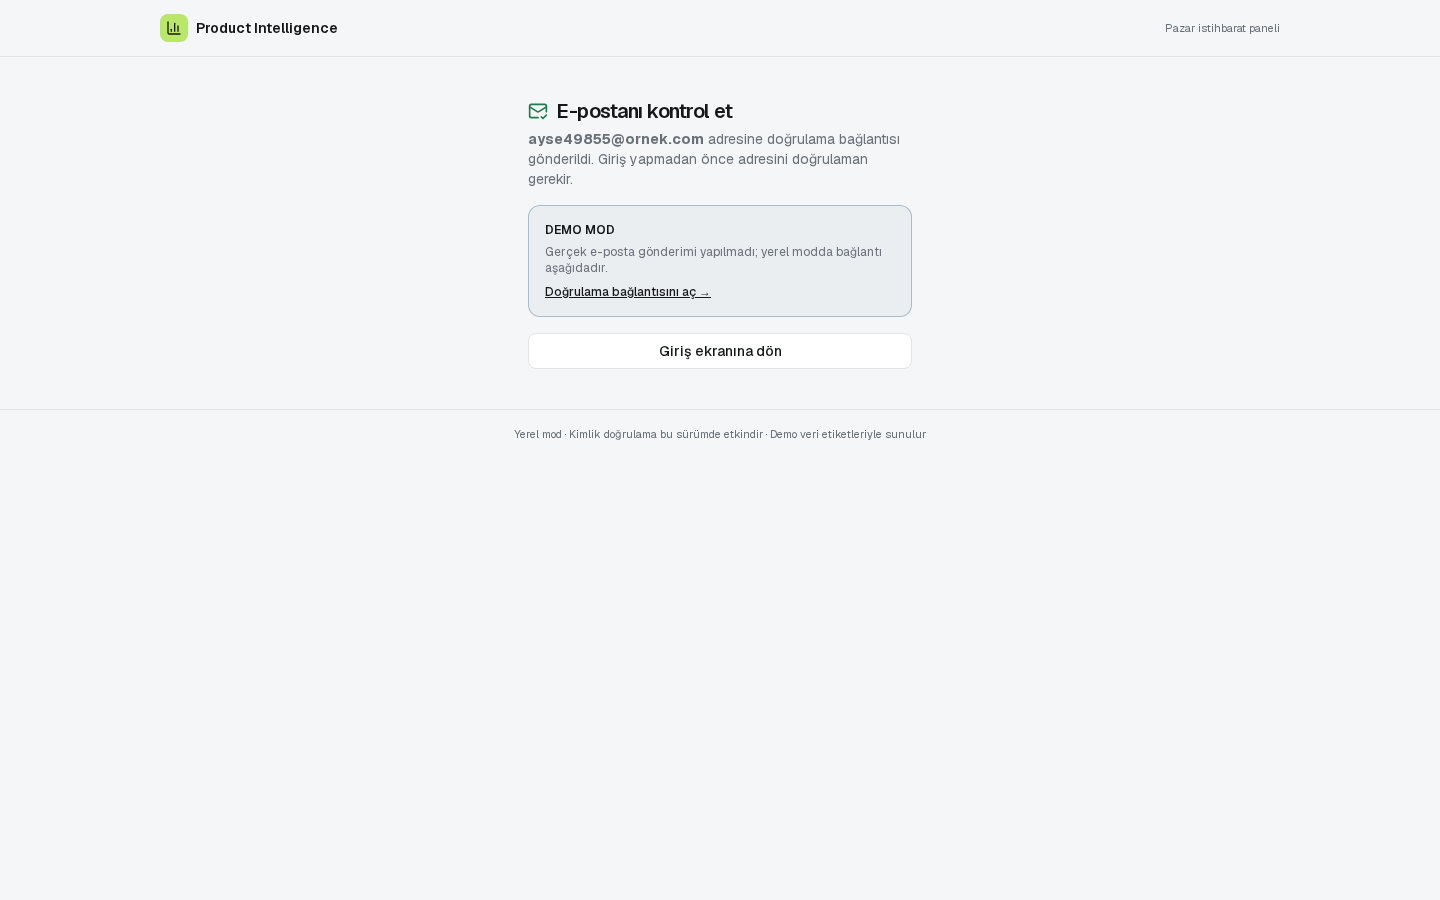 Product Intelligence
Pazar istihbarat paneli
E-postanı kontrol et
ayse49855@ornek.com adresine doğrulama bağlantısı
gönderildi. Giriş yapmadan önce adresini doğrulaman
gerekir.
DEMO MOD
Gerçek e-posta gönderimi yapılmadı; yerel modda bağlantı
aşağıdadır.
Doğrulama bağlantısını aç →
Giriş ekranına dön
Yerel mod · Kimlik doğrulama bu sürümde etkindir · Demo veri etiketleriyle sunulur